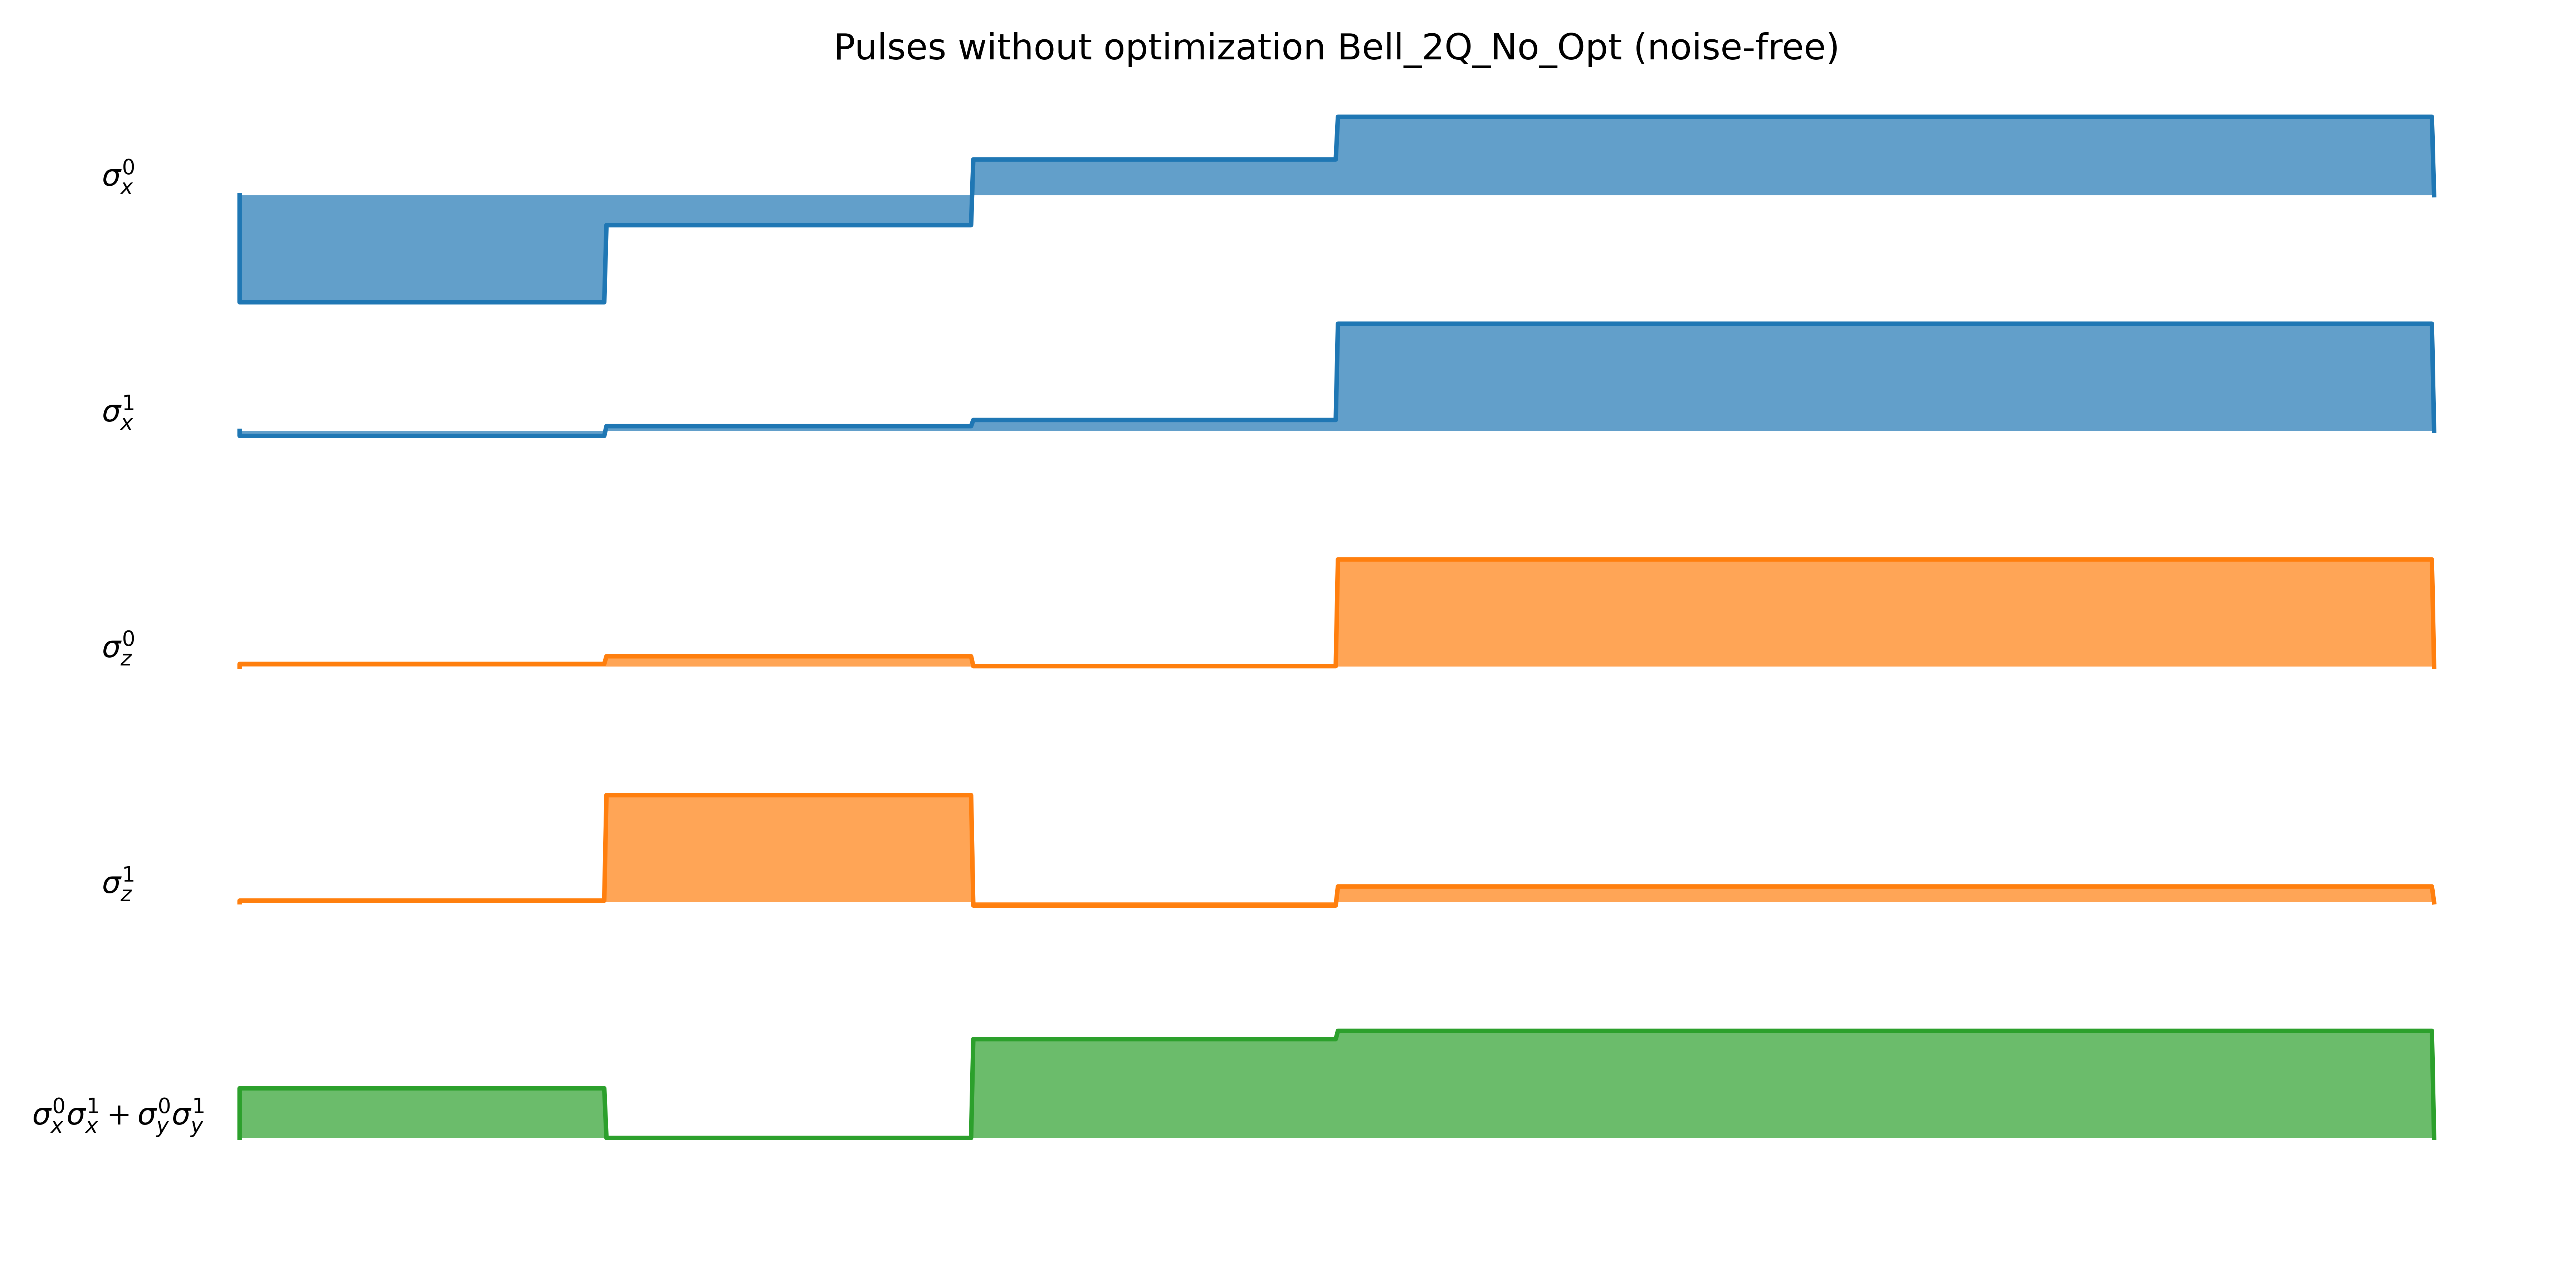 Pulses without optimization Bell_2Q_No_Opt (noise-free)
σ_x^0
σ_x^1
σ_z^0
σ_z^1
σ_x^0σ_x^1 + σ_y^0σ_y^1